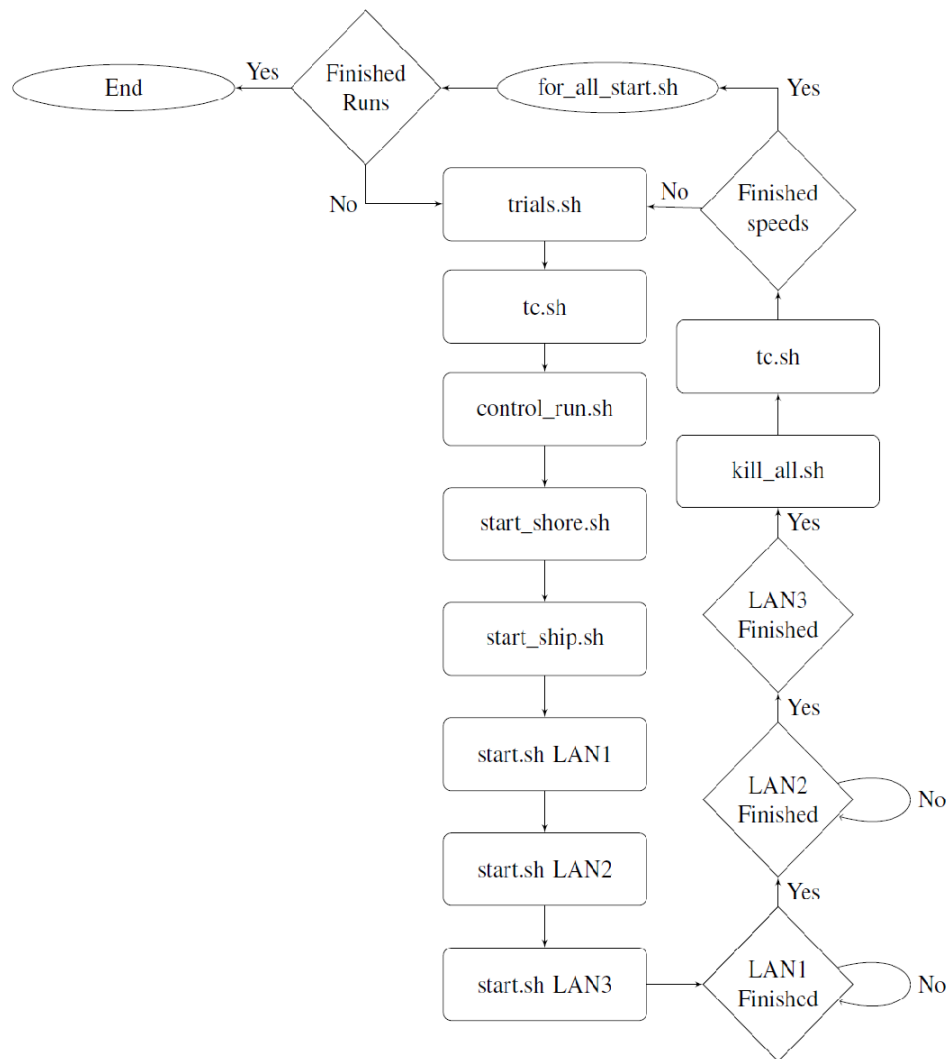 End
Yes
Finished
Runs
for_all_start.sh
Yes
No
trials.sh
No
Finished
speeds
tc.sh
tc.sh
control_run.sh
kill_all.sh
start_shore.sh
Yes
LAN3
Finished
start_ship.sh
Yes
start.sh LAN1
LAN2
Finished
No
start.sh LAN2
Yes
start.sh LAN3
LAN1
Finished
No